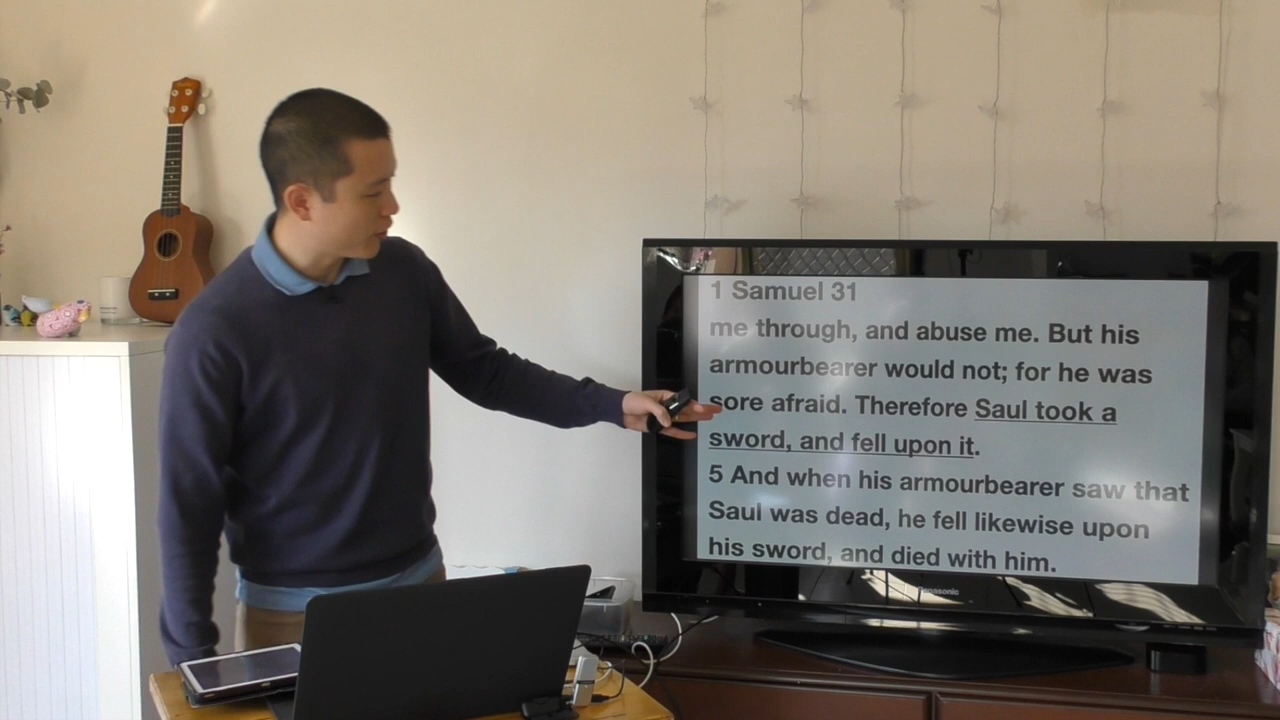 1 Samuel 31
me through, and abuse me. But his
armourbearer would not; for he was
sore afraid. Therefore Saul took a
sword, and fell upon it.
5 And when his armourbearer saw that
Saul was dead, he fell likewise upon
his sword, and died with him.
Panasonic